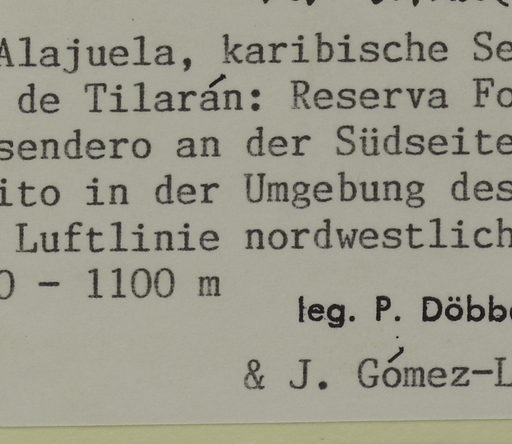 Alajuela, karibische Se
de Tilarán: Reserva Fo
sendero an der Südseite
ito in der Umgebung des
Luftlinie nordwestlich
0 - 1100 m
leg. P. Döbbe
& J. Gómez-L